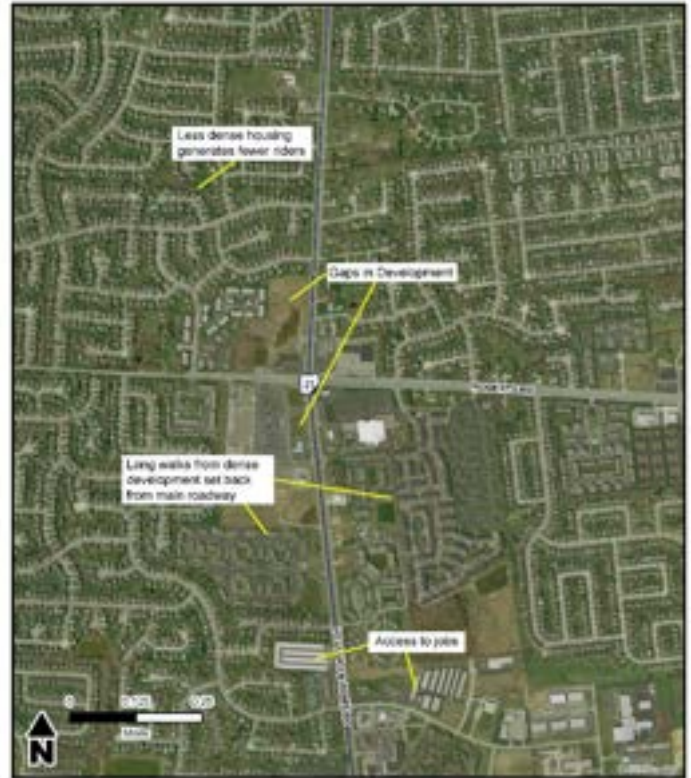 Less dense housing
generates fewer riders
Gaps in Development
Long walks from dense
development set back
from main roadway
Access to jobs
0
Miles
N